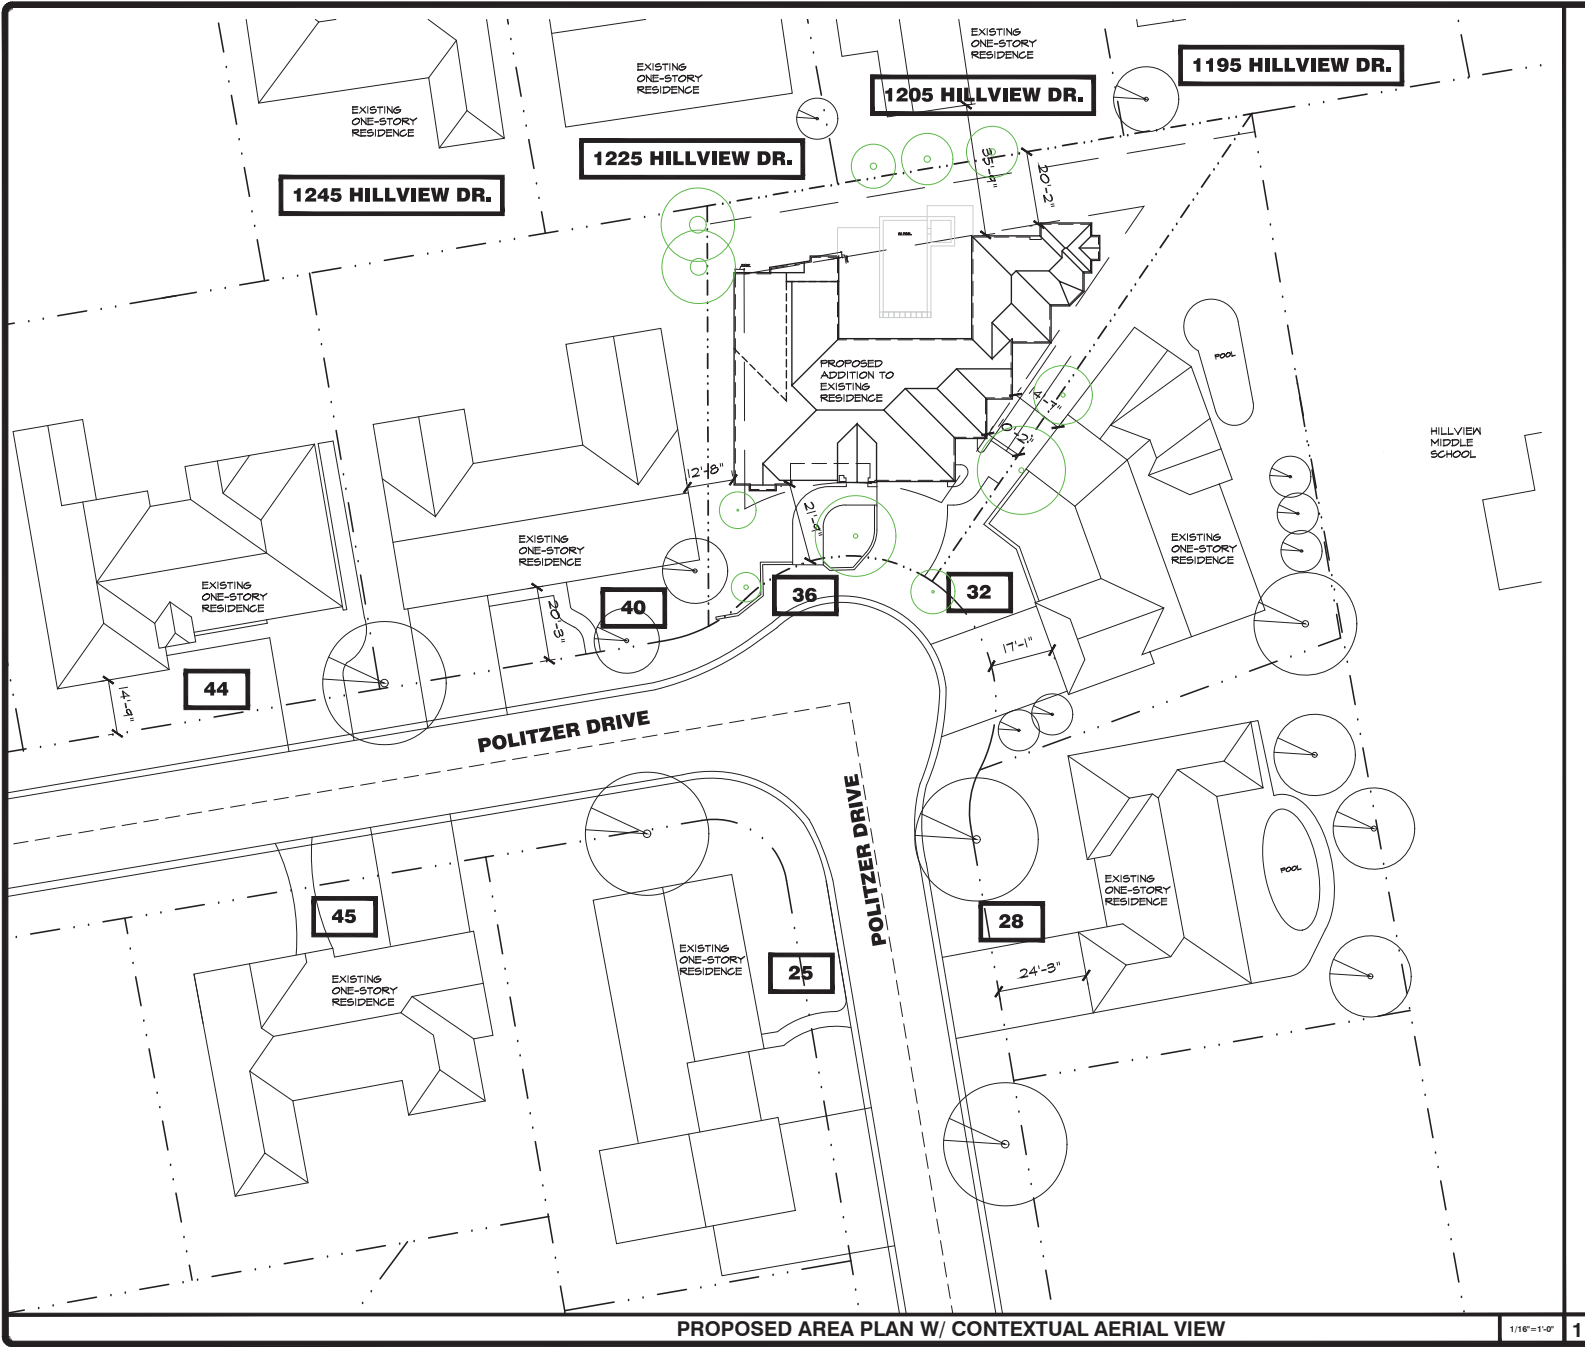 EXISTING
ONE-STORY
RESIDENCE
EXISTING
ONE-STORY
RESIDENCE
EXISTING
ONE-STORY
RESIDENCE
1195 HILLVIEW DR.
1205 HILLVIEW DR.
1225 HILLVIEW DR.
1245 HILLVIEW DR.
35'-9"
20'-2"
POOL
PROPOSED
ADDITION TO
EXISTING
RESIDENCE
HILLVIEW
MIDDLE
SCHOOL
12'-8"
21'-9"
EXISTING
ONE-STORY
RESIDENCE
EXISTING
ONE-STORY
RESIDENCE
EXISTING
ONE-STORY
RESIDENCE
40
36
32
20'-3"
17'-1"
44
14'-9"
POLITZER DRIVE
POLITZER DRIVE
EXISTING
ONE-STORY
RESIDENCE
POOL
45
28
EXISTING
ONE-STORY
RESIDENCE
25
24'-3"
EXISTING
ONE-STORY
RESIDENCE
PROPOSED AREA PLAN W/ CONTEXTUAL AERIAL VIEW
1/16"=1'-0"
1